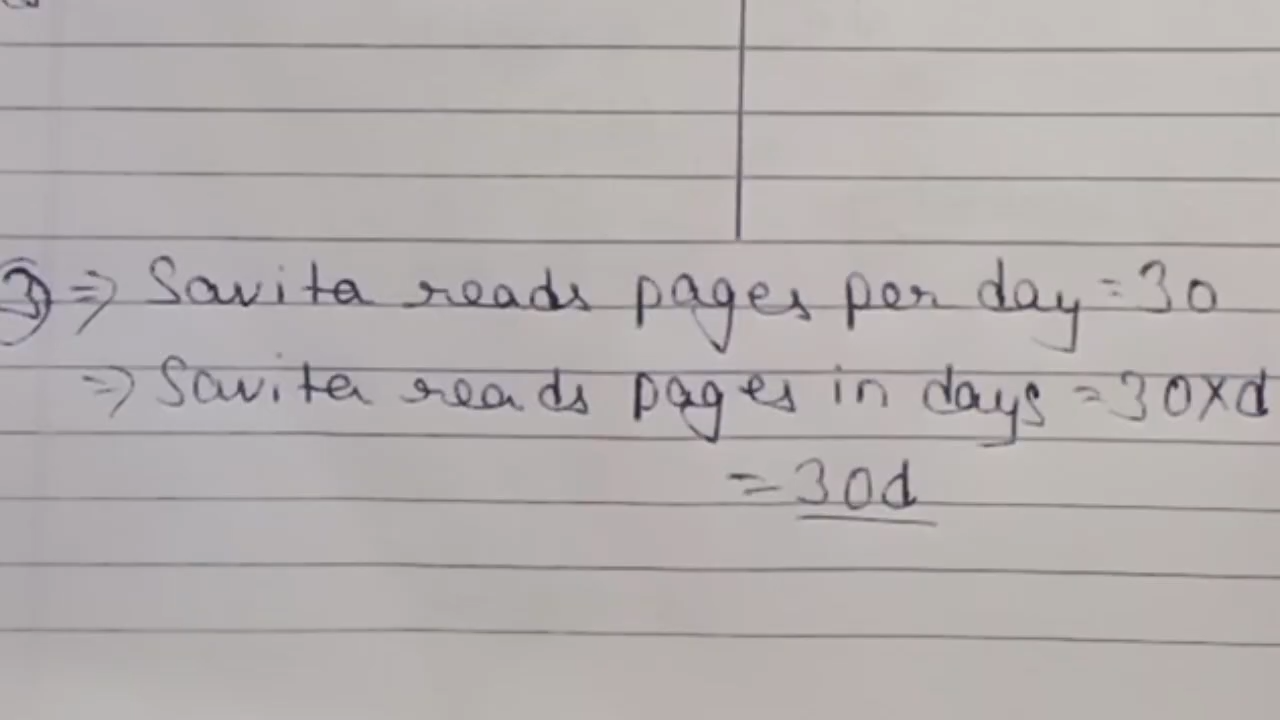 3) => Savita reads pages per day = 30
=> Savita reads pages in days = 30×d
= 30d